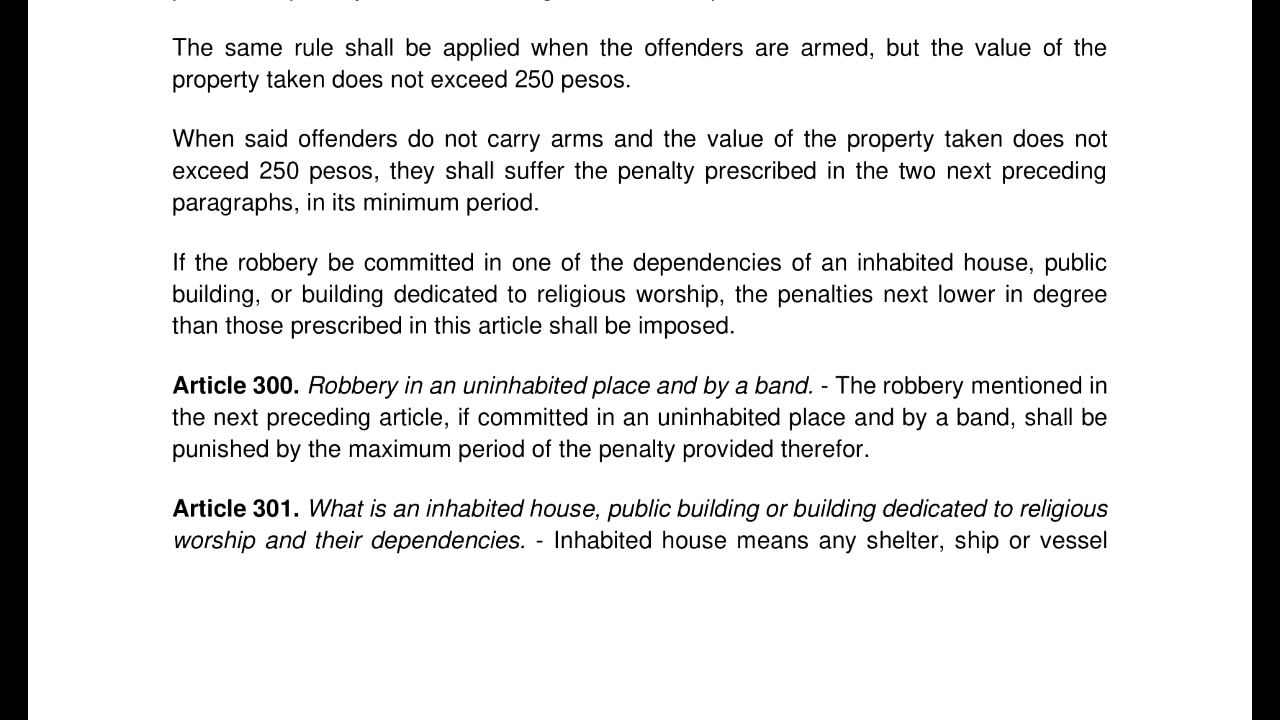 The same rule shall be applied when the offenders are armed, but the value of the
property taken does not exceed 250 pesos.
When said offenders do not carry arms and the value of the property taken does not
exceed 250 pesos, they shall suffer the penalty prescribed in the two next preceding
paragraphs, in its minimum period.
If the robbery be committed in one of the dependencies of an inhabited house, public
building, or building dedicated to religious worship, the penalties next lower in degree
than those prescribed in this article shall be imposed.
Article 300. Robbery in an uninhabited place and by a band. - The robbery mentioned in
the next preceding article, if committed in an uninhabited place and by a band, shall be
punished by the maximum period of the penalty provided therefor.
Article 301. What is an inhabited house, public building or building dedicated to religious
worship and their dependencies. - Inhabited house means any shelter, ship or vessel